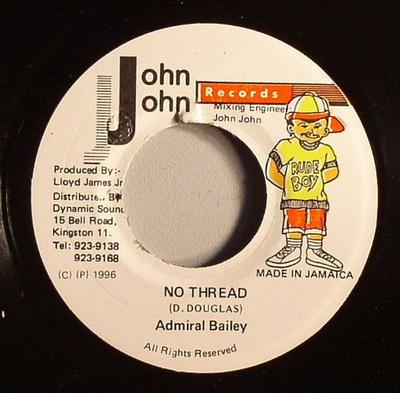 John
John
Records
Mixing Engineer
John John
Produced By:-
Lloyd James Jr
Distribute. By
Dynamic Sound
15 Bell Road,
Kingston 11.
Tel: 923-9138
923-9168
(C) (P) 1996
RUDE
BOY
MADE IN JAMAICA
NO THREAD
(D. DOUGLAS)
Admiral Bailey
All Rights Reserved